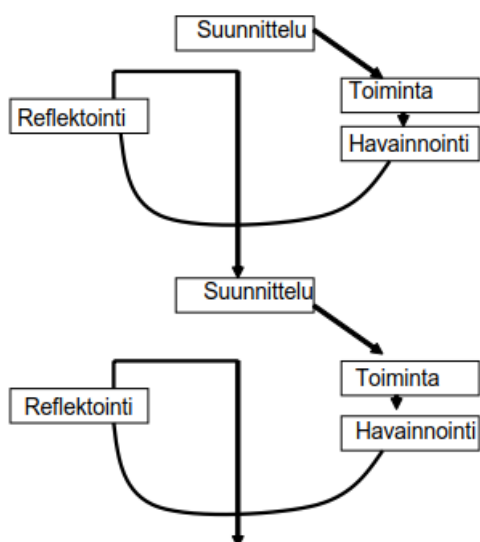 Suunnittelu
Toiminta
Reflektointi
Havainnointi
Suunnittelu
Toiminta
Reflektointi
Havainnointi